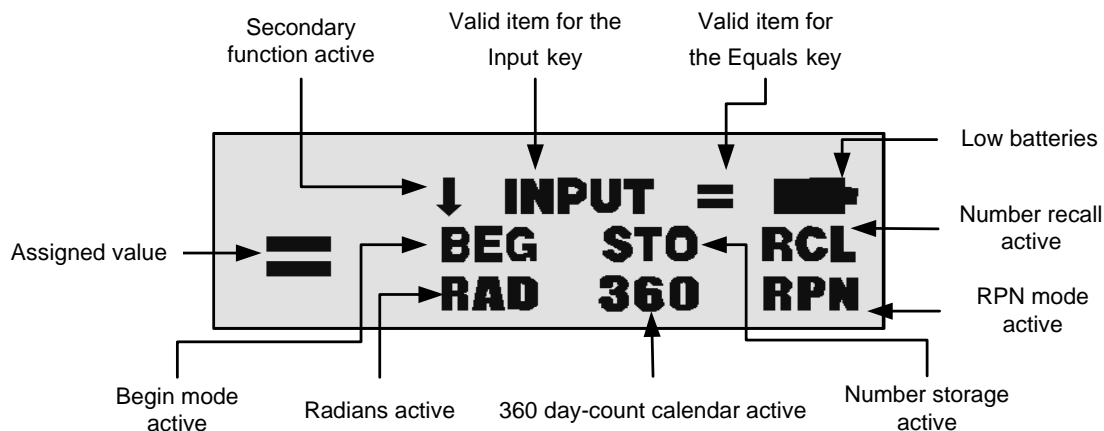 Secondary
function active
Valid item for the
Input key
Valid item for
the Equals key
Low batteries
↓ INPUT =
Number recall
active
Assigned value
= BEG STO RCL
RAD 360 RPN
RPN mode
active
Begin mode
active
Radians active
360 day-count calendar active
Number storage
active